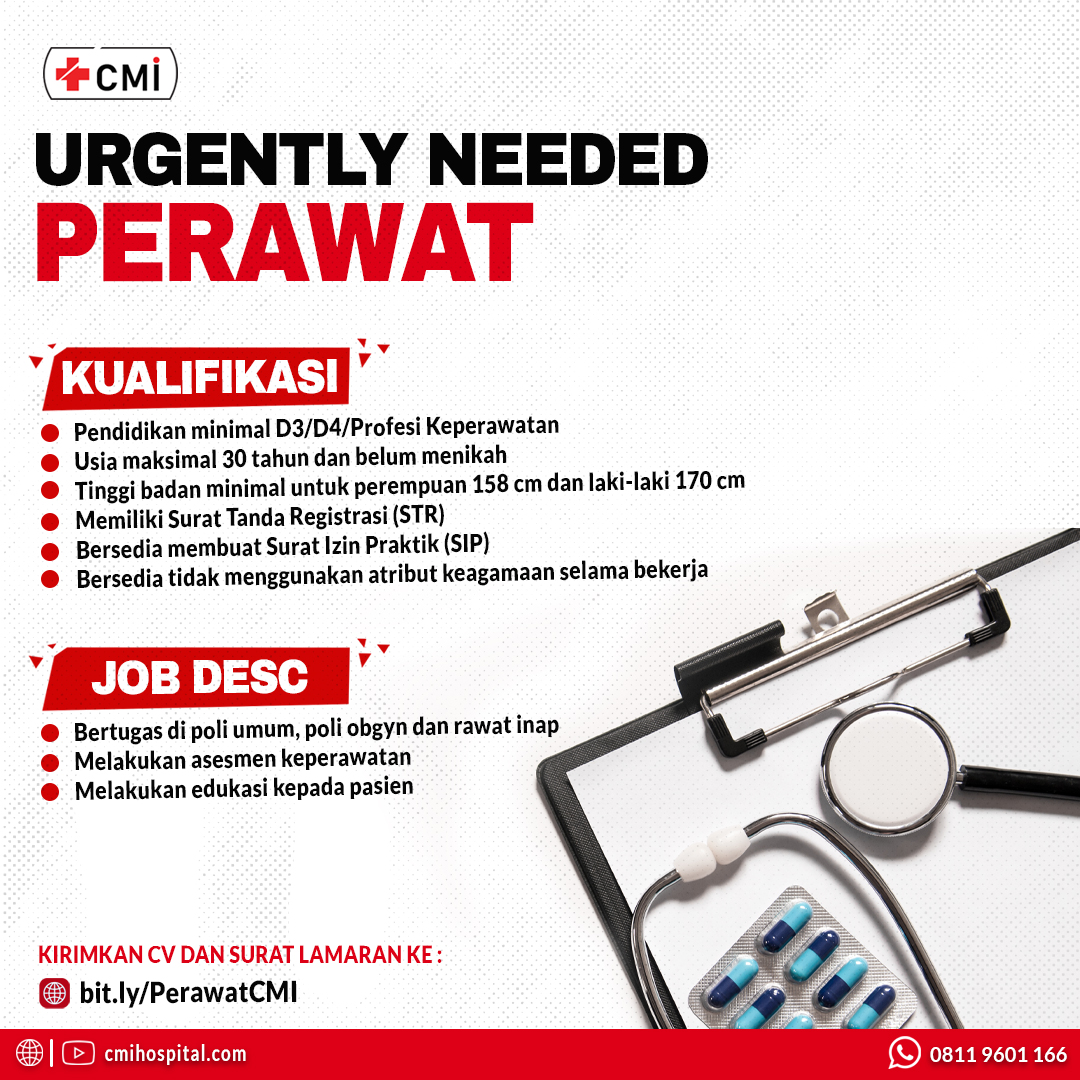 CMI
URGENTLY NEEDED
PERAWAT
KUALIFIKASI
Pendidikan minimal D3/D4/Profesi Keperawatan
Usia maksimal 30 tahun dan belum menikah
Tinggi badan minimal untuk perempuan 158 cm dan laki-laki 170 cm
Memiliki Surat Tanda Registrasi (STR)
Bersedia membuat Surat Izin Praktik (SIP)
Bersedia tidak menggunakan atribut keagamaan selama bekerja
JOB DESC
Bertugas di poli umum, poli obgyn dan rawat inap
Melakukan asesmen keperawatan
Melakukan edukasi kepada pasien
KIRIMKAN CV DAN SURAT LAMARAN KE :
bit.ly/PerawatCMI
cmihospital.com
0811 9601 166